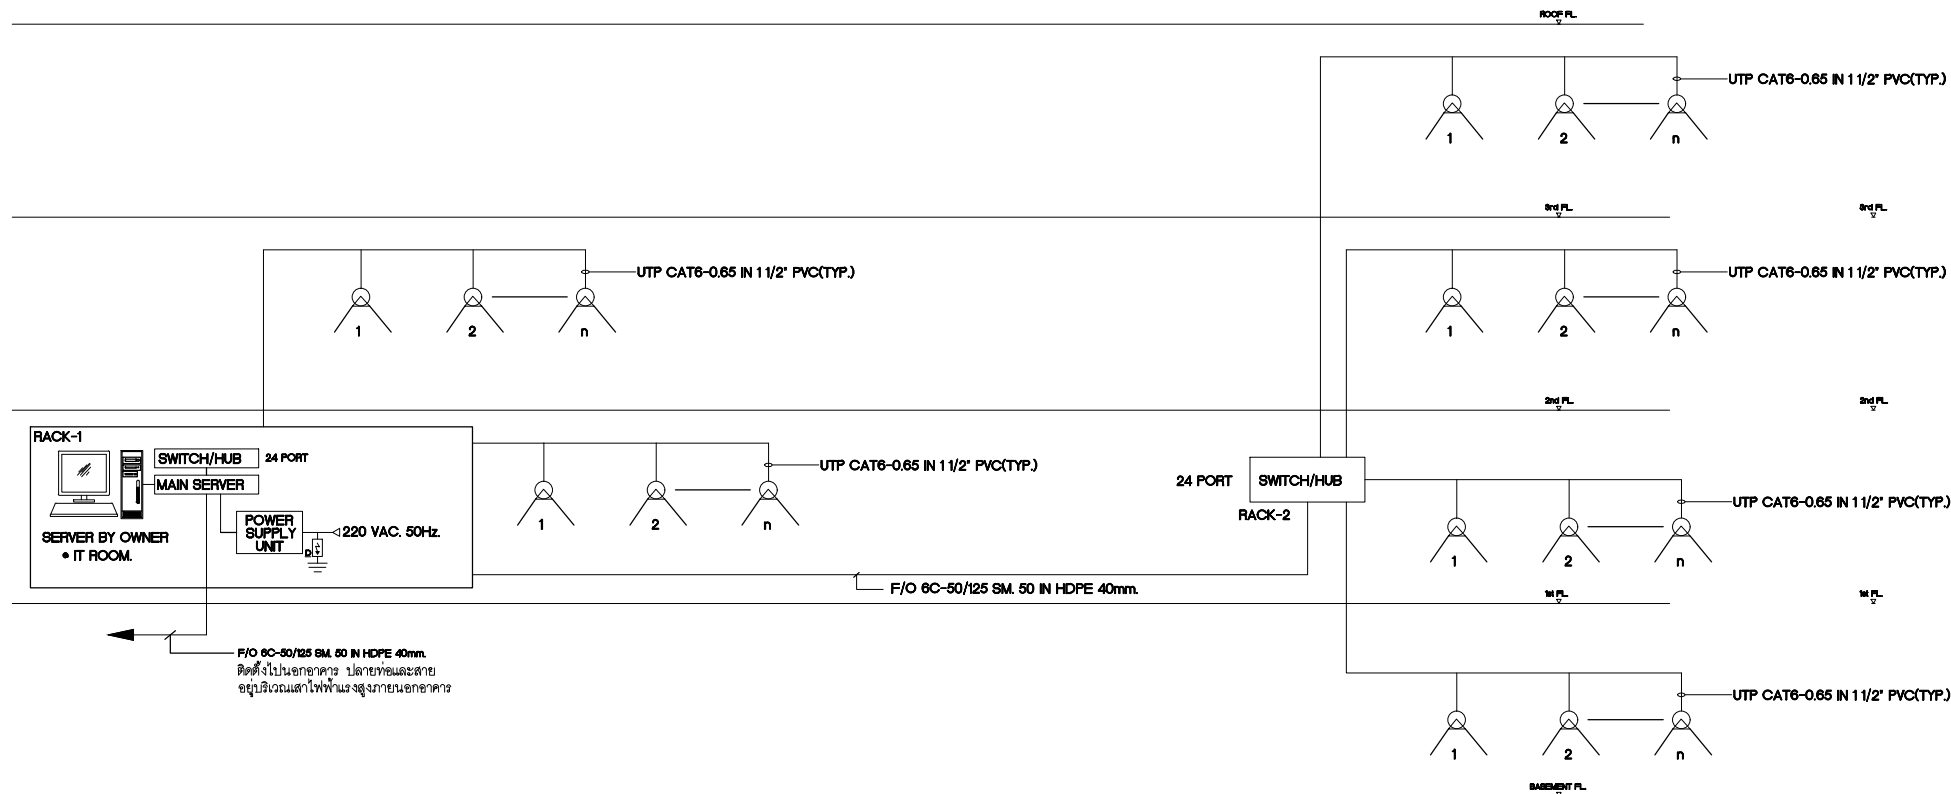 ROOF FL.
UTP CAT6-0.65 IN 1 1/2" PVC(TYP.)
1 2 n
3rd FL. 3rd FL.
UTP CAT6-0.65 IN 1 1/2" PVC(TYP.)
1 2 n
UTP CAT6-0.65 IN 1 1/2" PVC(TYP.)
1 2 n
2nd FL. 2nd FL.
RACK-1
SWITCH/HUB 24 PORT
MAIN SERVER
POWER
SUPPLY
UNIT
220 VAC. 50Hz.
SERVER BY OWNER
• IT ROOM.
UTP CAT6-0.65 IN 1 1/2" PVC(TYP.)
1 2 n
24 PORT SWITCH/HUB
RACK-2
UTP CAT6-0.65 IN 1 1/2" PVC(TYP.)
1 2 n
F/O 6C-50/125 SM. 50 IN HDPE 40mm.
1st FL. 1st FL.
F/O 6C-50/125 SM. 50 IN HDPE 40mm.
ติดตั้งไปนอกอาคาร ปลายท่อและสาย
อยู่บริเวณเสาไฟฟ้าแรงสูงภายนอกอาคาร
UTP CAT6-0.65 IN 1 1/2" PVC(TYP.)
1 2 n
BASEMENT FL.